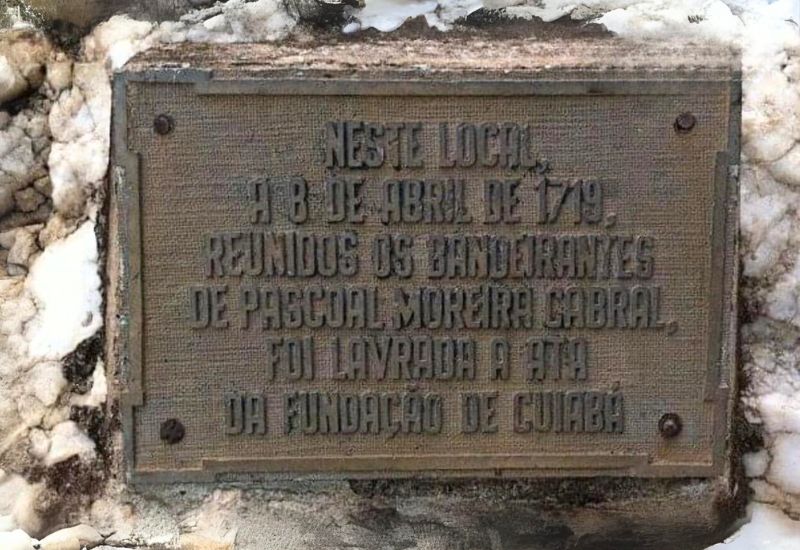 NESTE LOCAL,
A 8 DE ABRIL DE 1719,
REUNIDOS OS BANDEIRANTES
DE PASCOAL MOREIRA CABRAL,
FOI LAVRADA A ATA
DA FUNDAÇÃO DE CUIABÁ